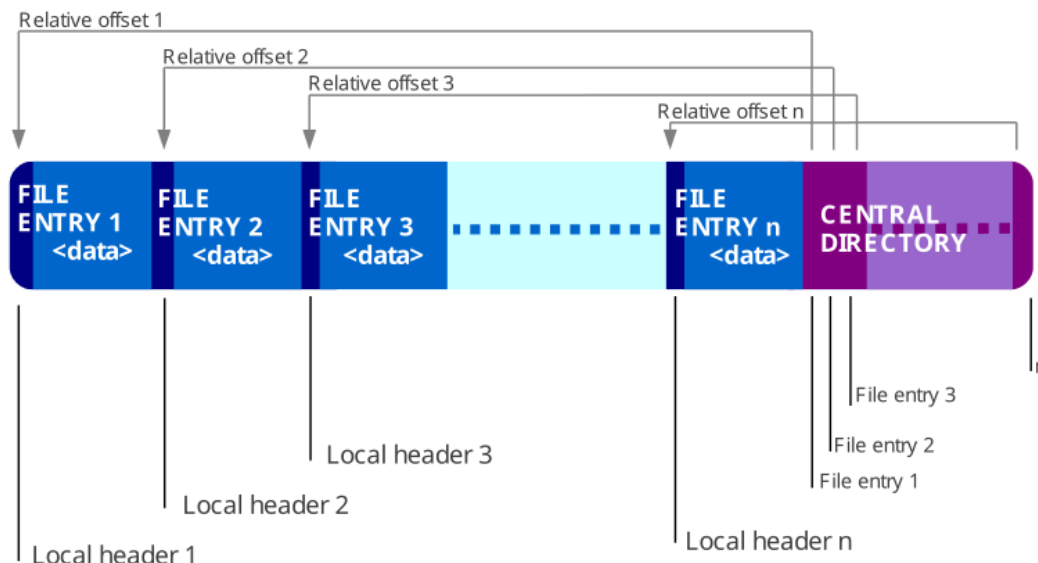 Relative offset 1
Relative offset 2
Relative offset 3
Relative offset n
FILE
ENTRY 1
<data>
FILE
ENTRY 2
<data>
FILE
ENTRY 3
<data>
FILE
ENTRY n
<data>
CENTRAL
DIRECTORY
File entry 3
File entry 2
File entry 1
Local header 3
Local header 2
Local header 1
Local header n